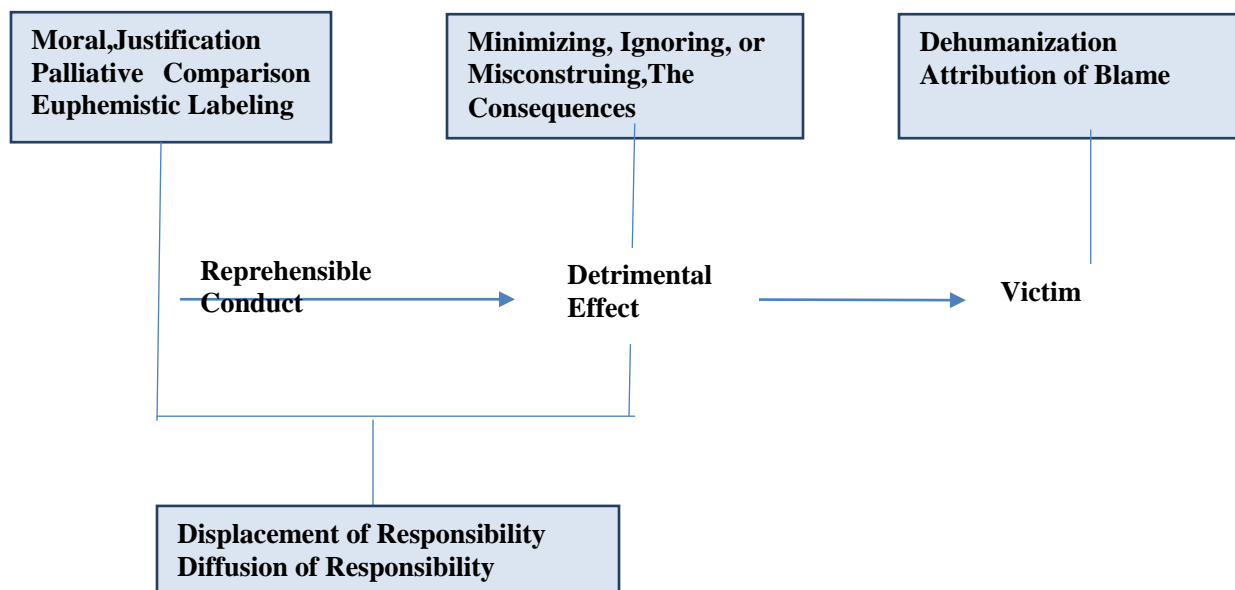 Moral,Justification
Palliative Comparison
Euphemistic Labeling
Minimizing, Ignoring, or
Misconstruing,The
Consequences
Dehumanization
Attribution of Blame
Reprehensible
Conduct
Detrimental
Effect
Victim
Displacement of Responsibility
Diffusion of Responsibility